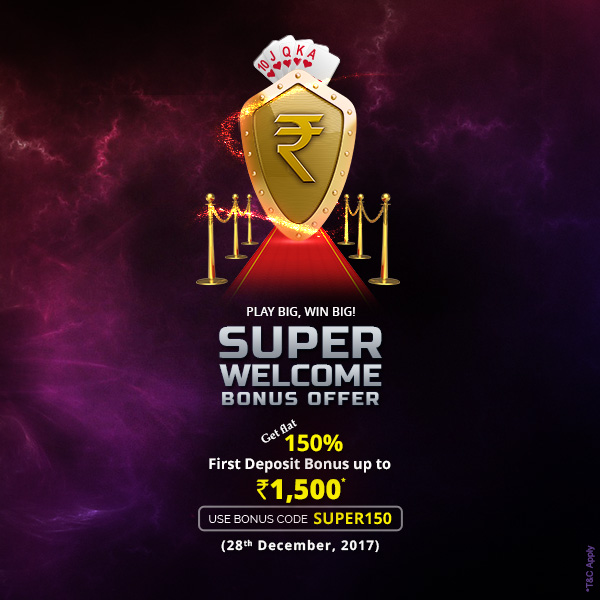 10 J Q K A
₹
PLAY BIG, WIN BIG!
SUPER
WELCOME
BONUS OFFER
Get flat
150%
First Deposit Bonus up to
₹1,500*
USE BONUS CODE SUPER150
(28th December, 2017)
*T&C Apply